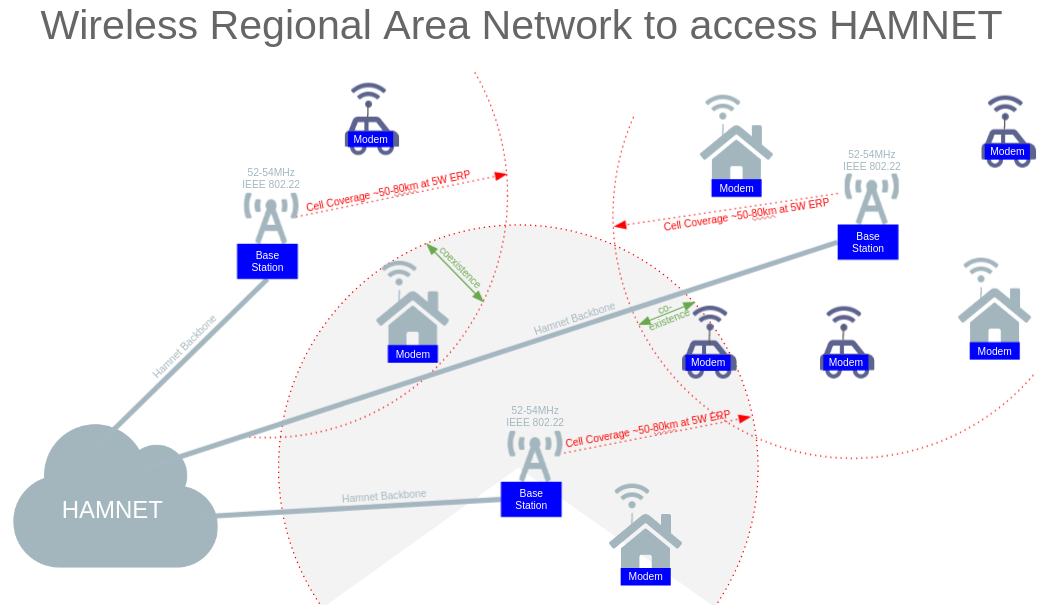 Wireless Regional Area Network to access HAMNET
Modem
Modem
52-54MHz
IEEE 802.22
Cell Coverage ~50-80km at 5W ERP
Base
Station
Modem
52-54MHz
IEEE 802.22
Cell Coverage ~50-80km at 5W ERP
Base
Station
coexistence
Modem
Hamnet Backbone
Hamnet Backbone
co-
existence
Modem
Modem
Modem
52-54MHz
IEEE 802.22
Cell Coverage ~50-80km at 5W ERP
Base
Station
Hamnet Backbone
HAMNET
Modem